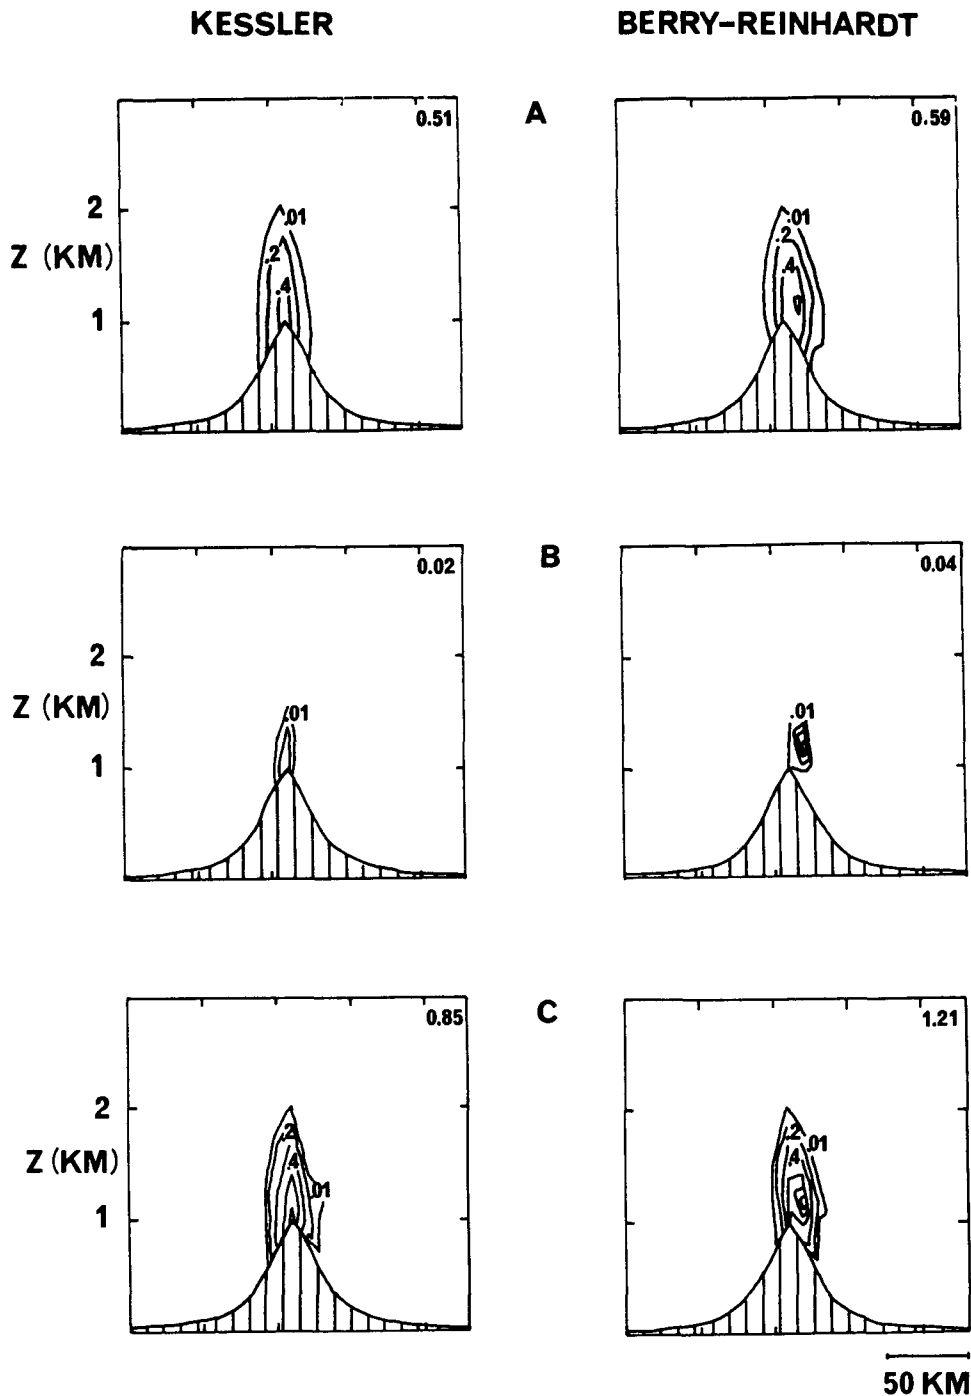 KESSLER
BERRY-REINHARDT
A
0.51
0.59
2
Z (KM)
1
.01
.2
.4
.01
.2
.4
B
0.02
0.04
2
Z (KM)
1
.01
.01
C
0.85
1.21
2
Z (KM)
1
.2
.4
.01
.2
.01
.4
50 KM